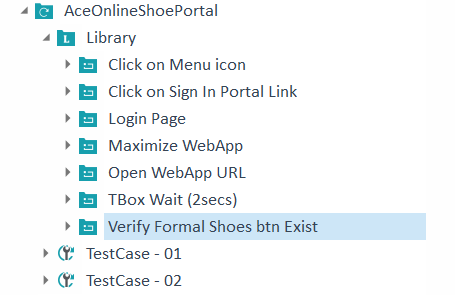 AceOnlineShoePortal
Library
Click on Menu icon
Click on Sign In Portal Link
Login Page
Maximize WebApp
Open WebApp URL
TBox Wait (2secs)
Verify Formal Shoes btn Exist
TestCase - 01
TestCase - 02